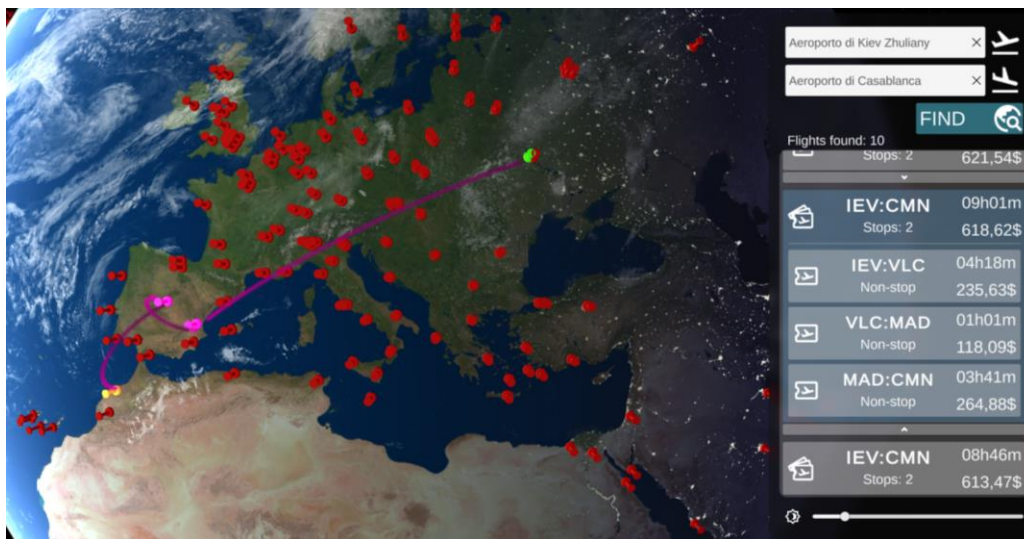 Aeroporto di Kiev Zhuliany
Aeroporto di Casablanca
FIND
Flights found: 10
Stops: 2 621,54$
IEV:CMN 09h01m
Stops: 2 618,62$
IEV:VLC 04h18m
Non-stop 235,63$
VLC:MAD 01h01m
Non-stop 118,09$
MAD:CMN 03h41m
Non-stop 264,88$
IEV:CMN 08h46m
Stops: 2 613,47$